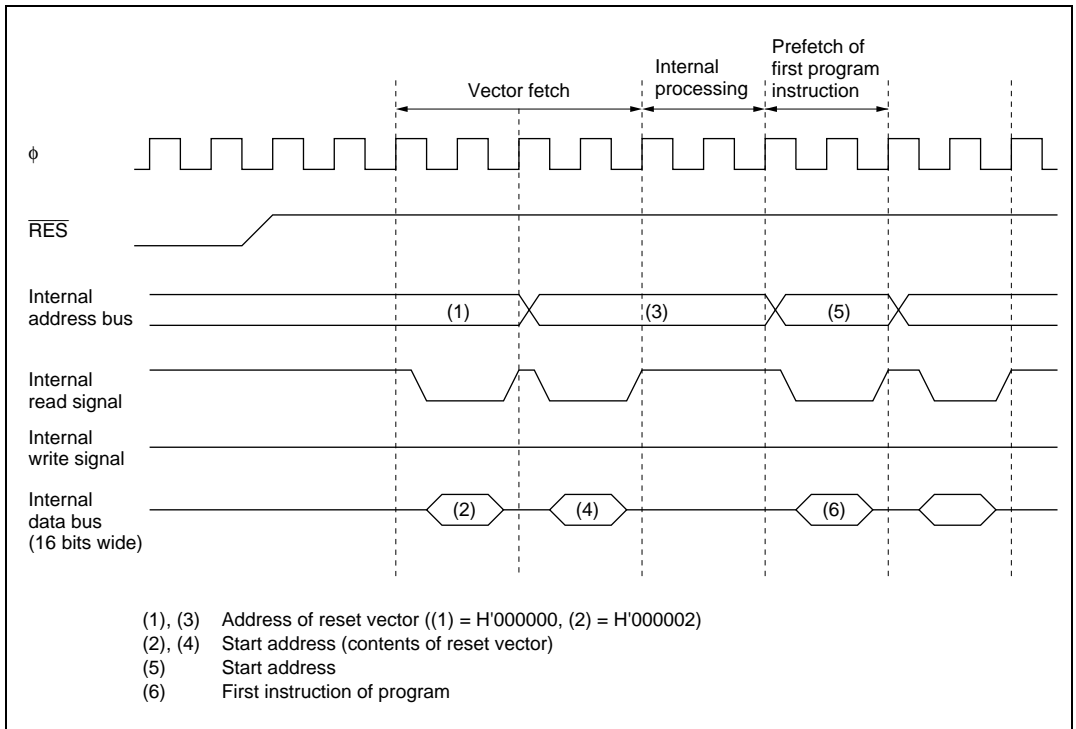 Vector fetch
Internal
processing
Prefetch of
first program
instruction
φ
RES
Internal
address bus
(1)
(3)
(5)
Internal
read signal
Internal
write signal
Internal
data bus
(16 bits wide)
(2)
(4)
(6)
(1), (3) Address of reset vector ((1) = H'000000, (2) = H'000002)
(2), (4) Start address (contents of reset vector)
(5) Start address
(6) First instruction of program